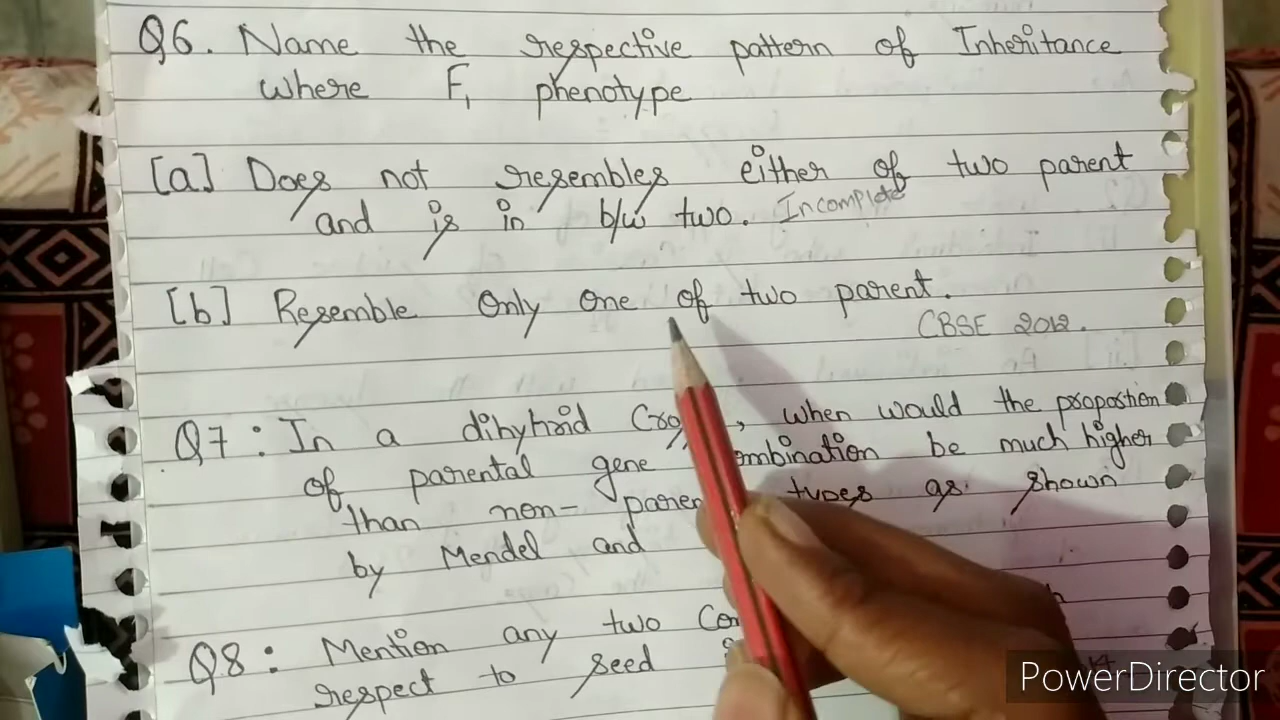 Q6. Name the respective pattern of Inheritance
where F1 phenotype
[a] Does not resembles either of two parent
and is in b/w two. Incomplete
[b] Resemble Only One of two parent.
CBSE 2012.
Q7: In a dihybrid , when would the proportion
of parental gene be much higher
than non- types as shown
by Mendel and
Q8: Mention any two
respect to seed
PowerDirector